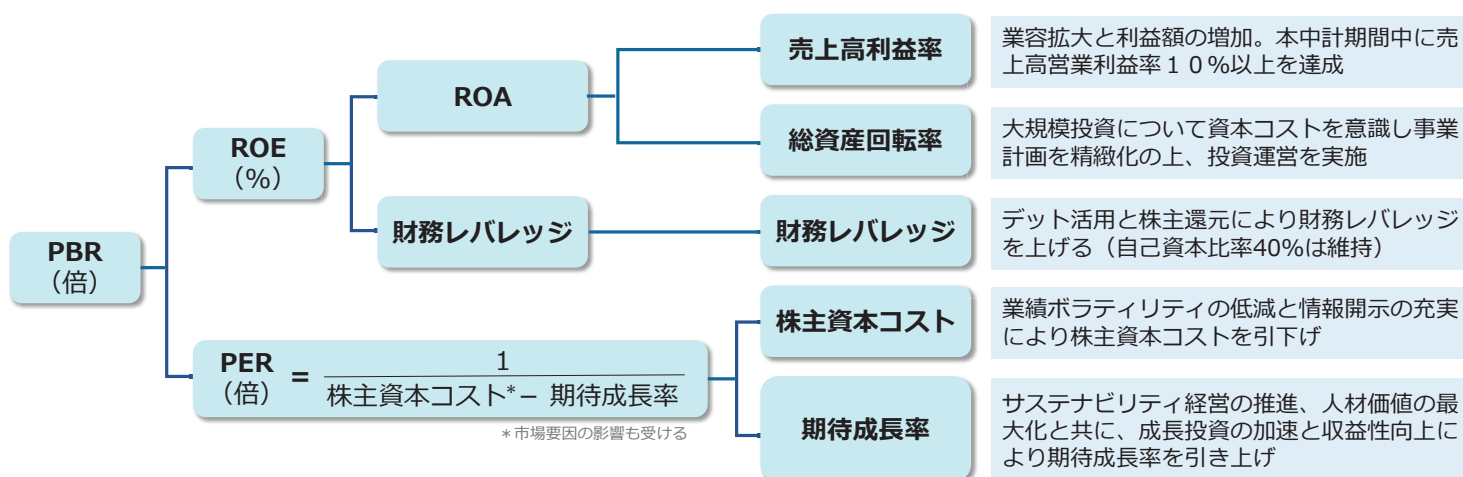 PBR
（倍）
ROE
（%）
ROA
財務レバレッジ
売上高利益率
業容拡大と利益額の増加。本中計期間中に売
上高営業利益率１０%以上を達成
総資産回転率
大規模投資について資本コストを意識し事業
計画を精緻化の上、投資運営を実施
財務レバレッジ
デット活用と株主還元により財務レバレッジ
を上げる（自己資本比率40%は維持）
PER
（倍）
=
1
株主資本コスト*− 期待成長率
*市場要因の影響も受ける
株主資本コスト
業績ボラティリティの低減と情報開示の充実
により株主資本コストを引下げ
期待成長率
サステナビリティ経営の推進、人材価値の最
大化と共に、成長投資の加速と収益性向上に
より期待成長率を引き上げ